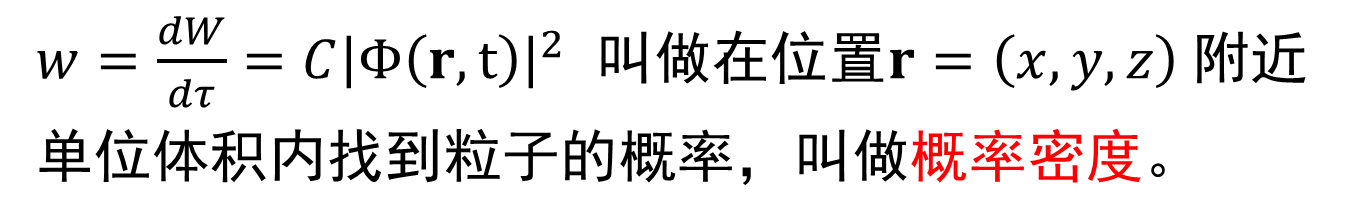 w = dW/dτ = C|Φ(r,t)|² 叫做在位置r = (x, y, z) 附近
单位体积内找到粒子的概率，叫做概率密度。